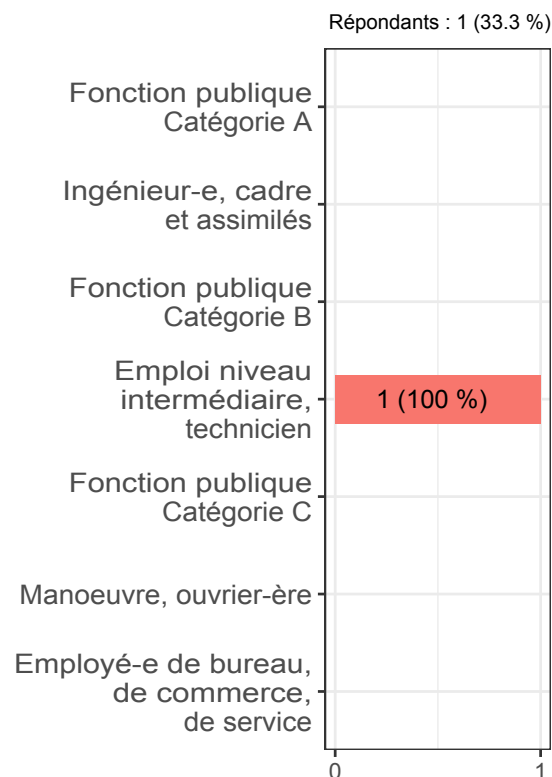 Répondants : 1 (33.3 %)
Fonction publique
Catégorie A
Ingénieur-e, cadre
et assimilés
Fonction publique
Catégorie B
Emploi niveau
intermédiaire,
technicien
1 (100 %)
Fonction publique
Catégorie C
Manoeuvre, ouvrier-ère
Employé-e de bureau,
de commerce,
de service
0 1